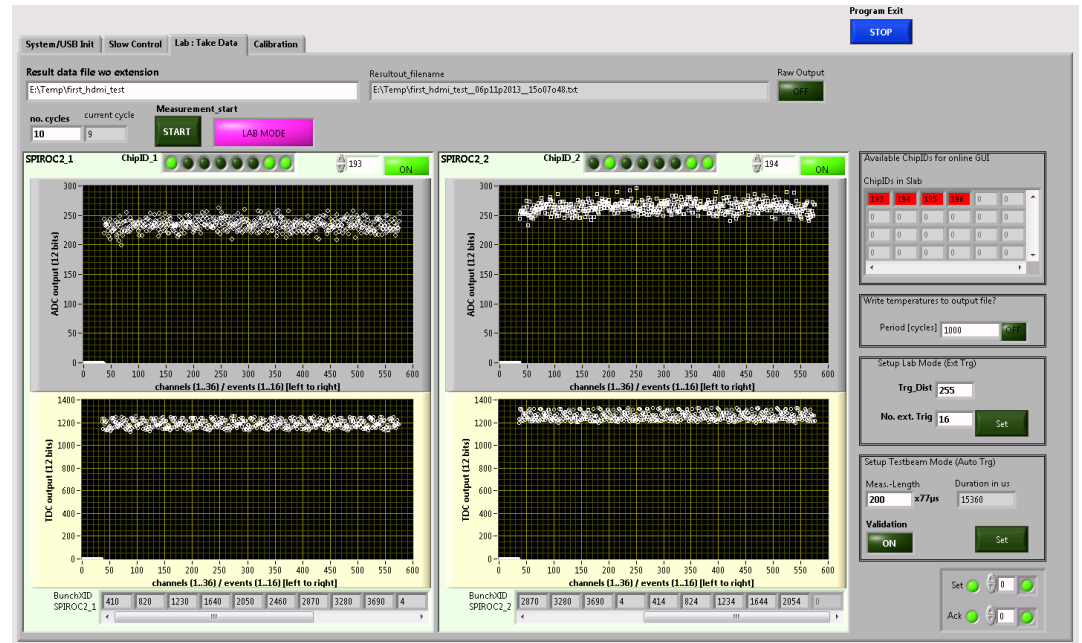 Program Exit
STOP
System/USB Init Slow Control Lab : Take Data Calibration
Result data file wo extension
E:\Temp\first_hdmi_test
Resultout_filename
E:\Temp\first_hdmi_test__06p11p2013__15o07o48.txt
Raw Output
OFF
no. cycles
10
current cycle
9
Measurement_start
START
LAB MODE
SPIROC2_1 ChipID_1 193 ON
300
250
200
150
100
50
0
ADC output (12 bits)
0 50 100 150 200 250 300 350 400 450 500 550 600
channels (1..36) / events (1..16) [left to right]
1400
1200
1000
800
600
400
200
0
TDC output (12 bits)
0 50 100 150 200 250 300 350 400 450 500 550 600
channels (1..36) / events (1..16) [left to right]
BunchXID
SPIROC2_1
410 820 1230 1640 2050 2460 2870 3280 3690 4
SPIROC2_2 ChipID_2 194 ON
300
250
200
150
100
50
0
ADC output (12 bits)
0 50 100 150 200 250 300 350 400 450 500 550 600
channels (1..36) / events (1..16) [left to right]
1400
1200
1000
800
600
400
200
0
TDC output (12 bits)
0 50 100 150 200 250 300 350 400 450 500 550 600
channels (1..36) / events (1..16) [left to right]
BunchXID
SPIROC2_2
2870 3280 3690 4 414 824 1234 1644 2054 0
Available ChipIDs for online GUI
ChipIDs in Slab
193 194 195 196 0 0
0 0 0 0 0 0
0 0 0 0 0 0
0 0 0 0 0 0
Write temperatures to output file?
Period [cycles] 1000 OFF
Setup Lab Mode (Ext Trg)
Trg_Dist 255
No. ext. Trig 16 Set
Setup Testbeam Mode (Auto Trg)
Meas.-Length Duration in us
200 x77µs 15360
Validation
ON Set
Set 0
Ack 0